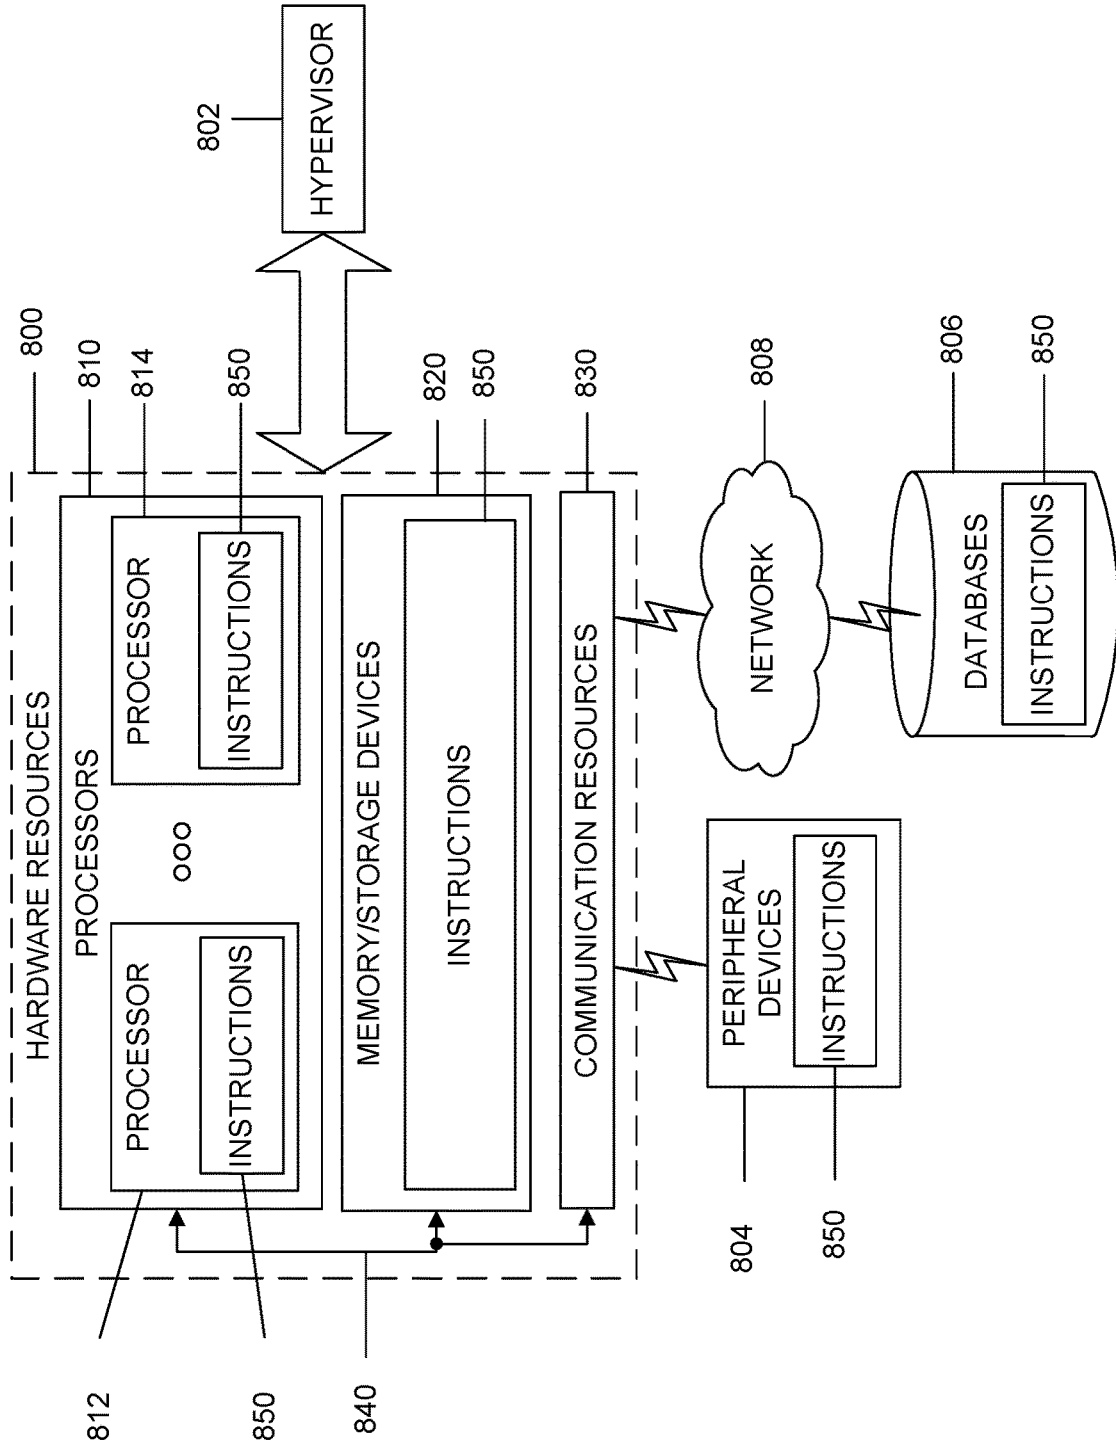 HARDWARE RESOURCES
800
PROCESSORS
810
PROCESSOR
812
INSTRUCTIONS
850
PROCESSOR
814
INSTRUCTIONS
850
802
HYPERVISOR
MEMORY/STORAGE DEVICES
820
INSTRUCTIONS
850
840
COMMUNICATION RESOURCES
830
PERIPHERAL
DEVICES
804
INSTRUCTIONS
850
NETWORK
808
DATABASES
806
INSTRUCTIONS
850